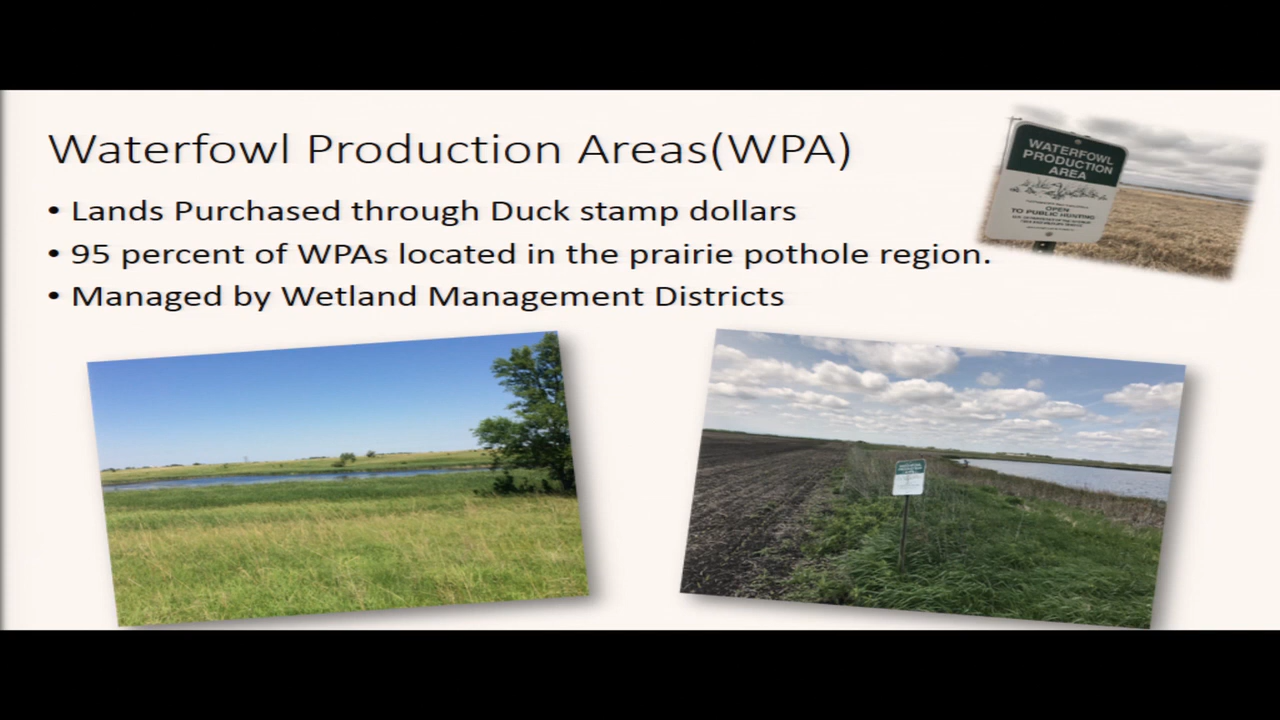 Waterfowl Production Areas(WPA)
• Lands Purchased through Duck stamp dollars
• 95 percent of WPAs located in the prairie pothole region.
• Managed by Wetland Management Districts
WATERFOWL
PRODUCTION
AREA
OPEN
TO PUBLIC HUNTING